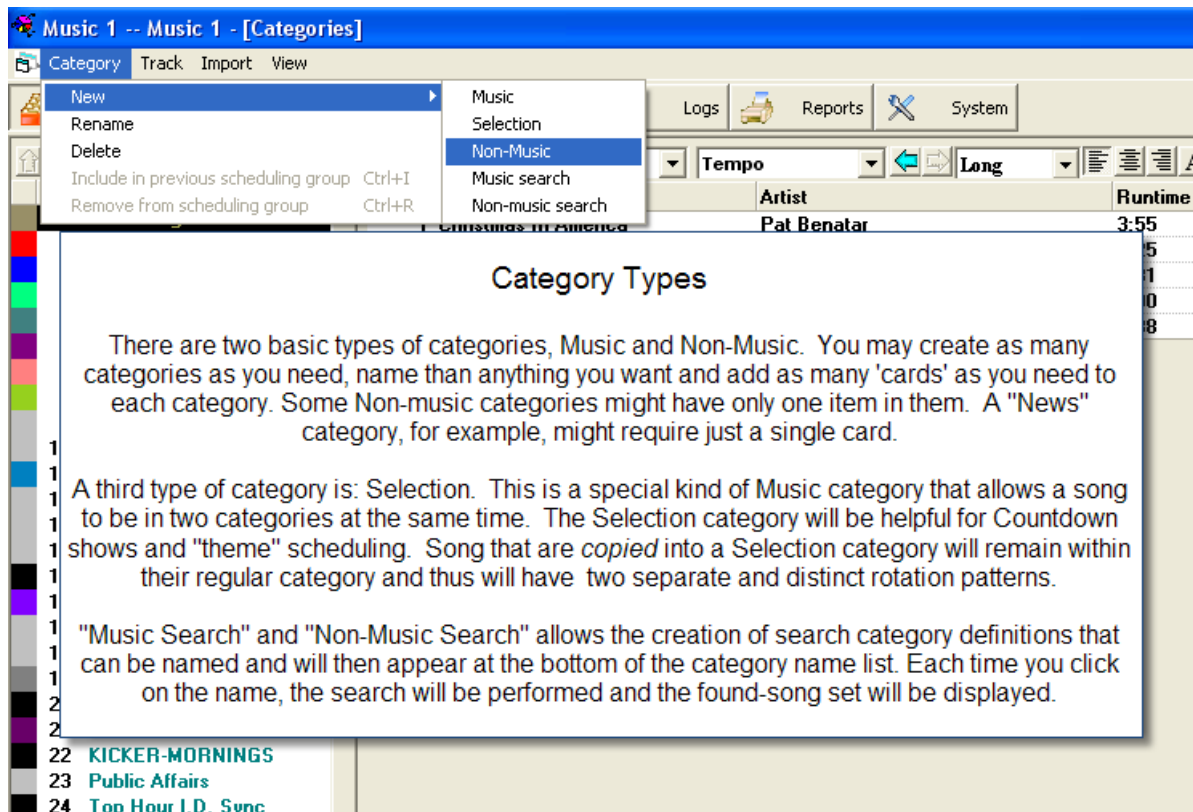 Music 1 -- Music 1 - [Categories]
Category Track Import View
New Music Logs Reports System
Rename Selection
Delete Non-Music Tempo Long
Include in previous scheduling group Ctrl+I Music search
Remove from scheduling group Ctrl+R Non-music search
Artist Runtime
Christmas In America Pat Benatar 3:55
Category Types
There are two basic types of categories, Music and Non-Music. You may create as many
categories as you need, name than anything you want and add as many 'cards' as you need to
each category. Some Non-music categories might have only one item in them. A "News"
category, for example, might require just a single card.
A third type of category is: Selection. This is a special kind of Music category that allows a song
to be in two categories at the same time. The Selection category will be helpful for Countdown
shows and "theme" scheduling. Song that are copied into a Selection category will remain within
their regular category and thus will have two separate and distinct rotation patterns.
"Music Search" and "Non-Music Search" allows the creation of search category definitions that
can be named and will then appear at the bottom of the category name list. Each time you click
on the name, the search will be performed and the found-song set will be displayed.
22 KICKER-MORNINGS
23 Public Affairs
24 Top Hour I.D. Sync